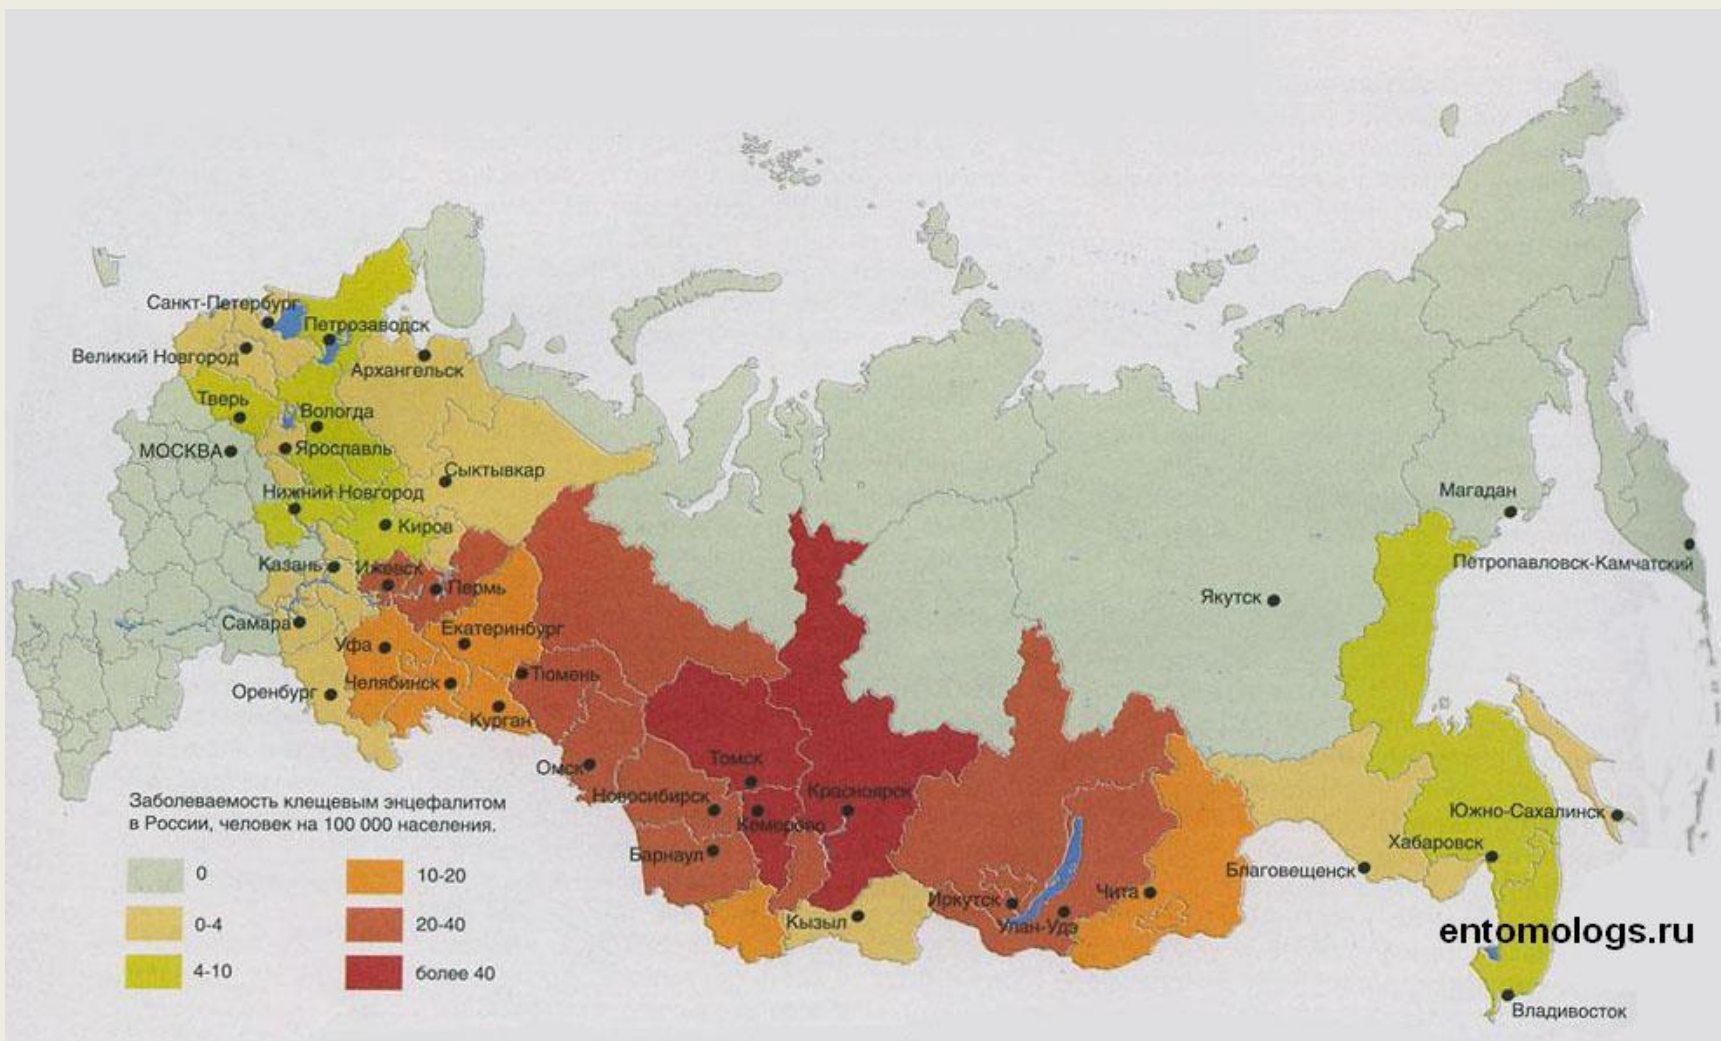 Санкт-Петербург
Петрозаводск
Великий Новгород
Архангельск
Тверь
Вологда
МОСКВА
Ярославль
Сыктывкар
Нижний Новгород
Киров
Магадан
Казань
Ижевск
Пермь
Петропавловск-Камчатский
Якутск
Самара
Уфа
Екатеринбург
Тюмень
Оренбург
Челябинск
Курган
Омск
Томск
Новосибирск
Кемерово
Красноярск
Барнаул
Южно-Сахалинск
Хабаровск
Благовещенск
Чита
Иркутск
Улан-Удэ
Кызыл
Владивосток
Заболеваемость клещевым энцефалитом
в России, человек на 100 000 населения.
0
0-4
4-10
10-20
20-40
более 40
entomologs.ru